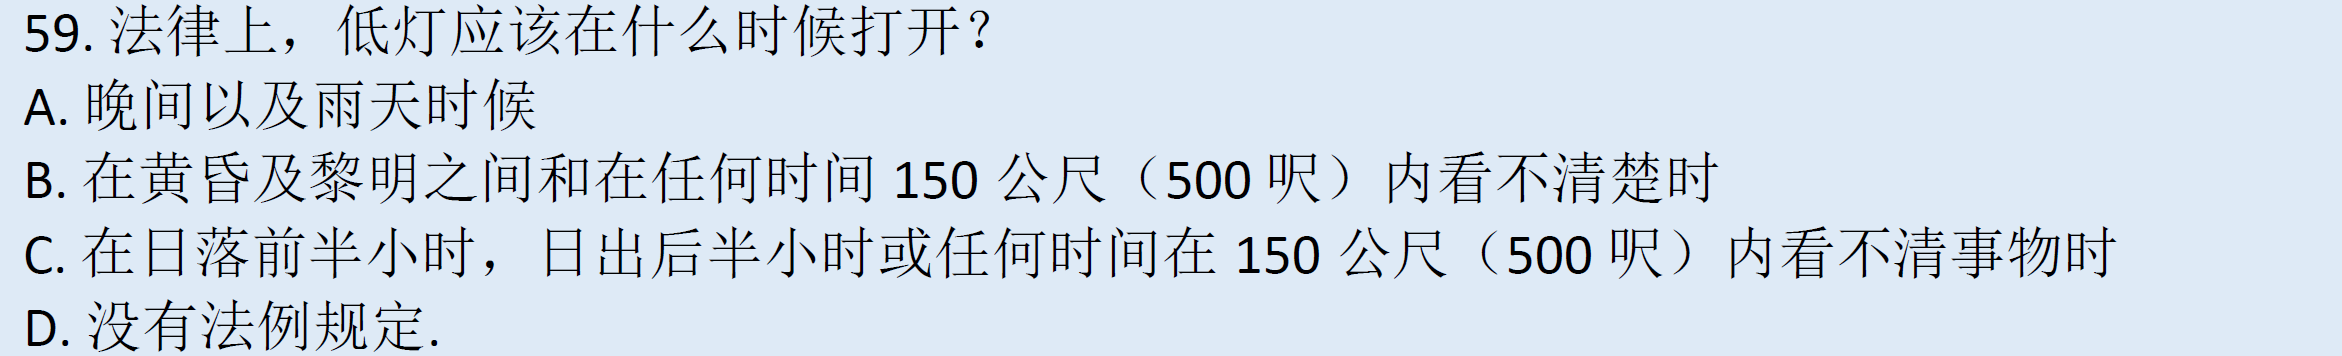 59. 法律上，低灯应该在什么时候打开？
A. 晚间以及雨天时候
B. 在黄昏及黎明之间和在任何时间 150 公尺（500 呎）内看不清楚时
C. 在日落前半小时，日出后半小时或任何时间在 150 公尺（500 呎）内看不清事物时
D. 没有法例规定.